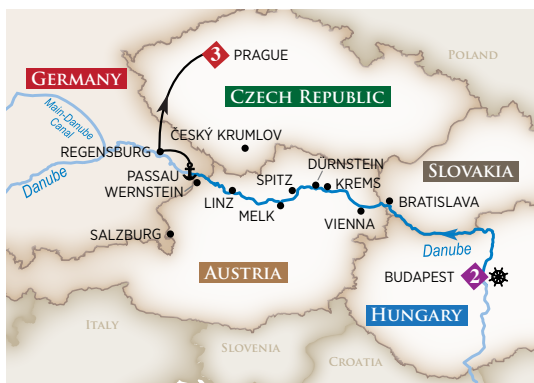 POLAND
3 PRAGUE
GERMANY
CZECH REPUBLIC
Main-Danube
Canal
ČESKÝ KRUMLOV
REGENSBURG
DÜRNSTEIN
SLOVAKIA
PASSAU
WERNSTEIN
SPITZ
KREMS
Danube
LINZ
MELK
BRATISLAVA
VIENNA
SALZBURG
Danube
AUSTRIA
BUDAPEST 2
HUNGARY
ITALY
SLOVENIA
CROATIA